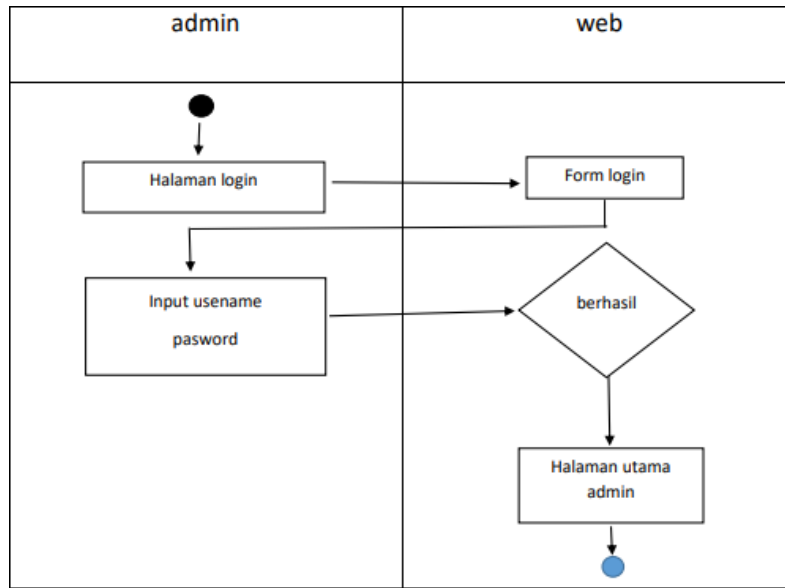 admin
web
Halaman login
Form login
Input usename
pasword
berhasil
Halaman utama
admin